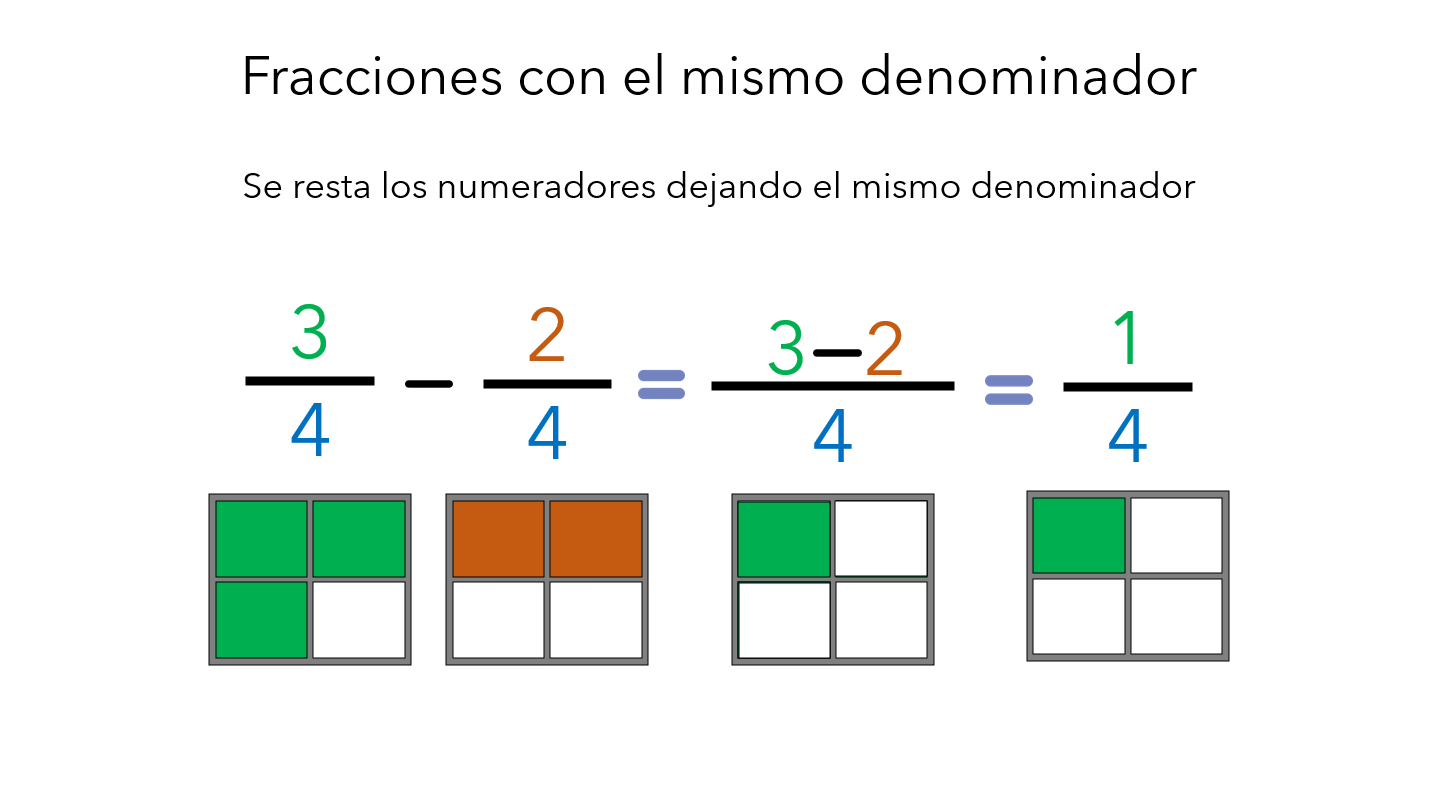 Fracciones con el mismo denominador
Se resta los numeradores dejando el mismo denominador
3/4 - 2/4 = 3-2/4 = 1/4